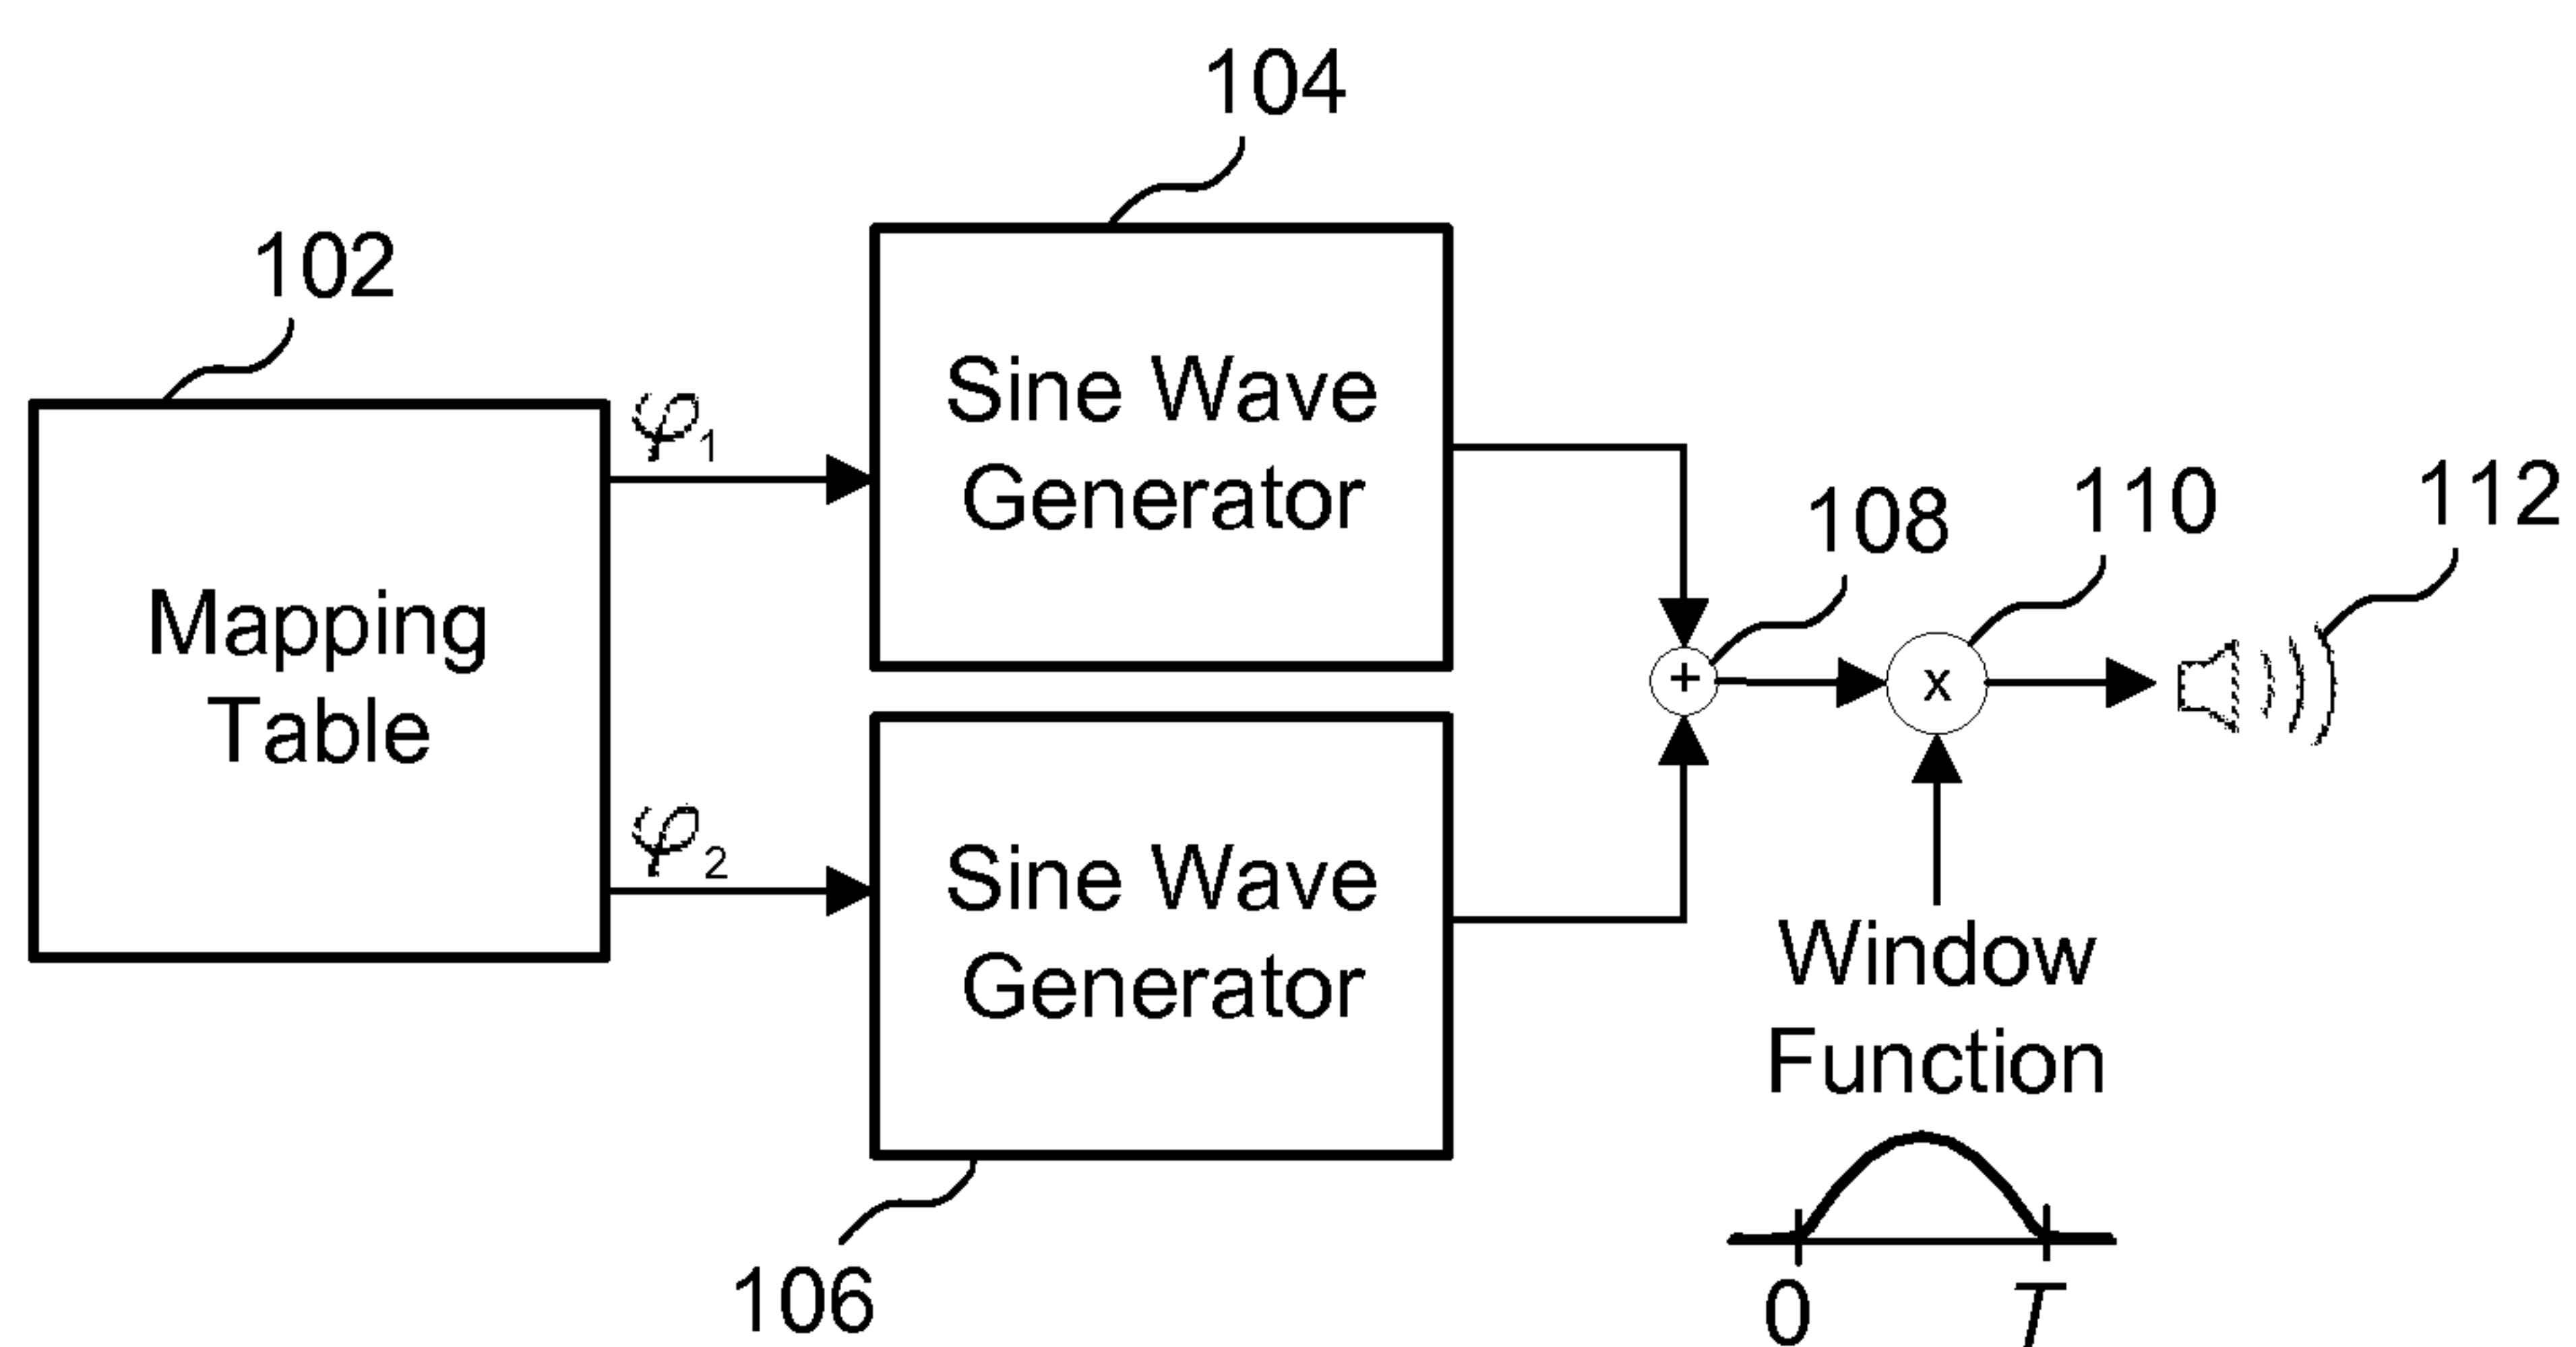 104
102
φ1
Sine Wave
Generator
Mapping
Table
108
110
112
+
x
φ2
Sine Wave
Generator
106
Window
Function
0
T